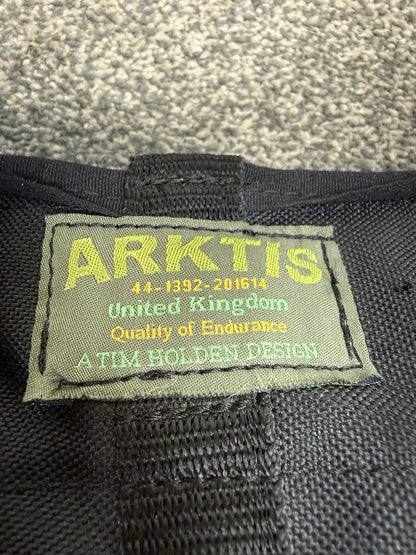 ARKTIS
44-1392-201614
United Kingdom
Quality of Endurance
A TIM HOLDEN DESIGN